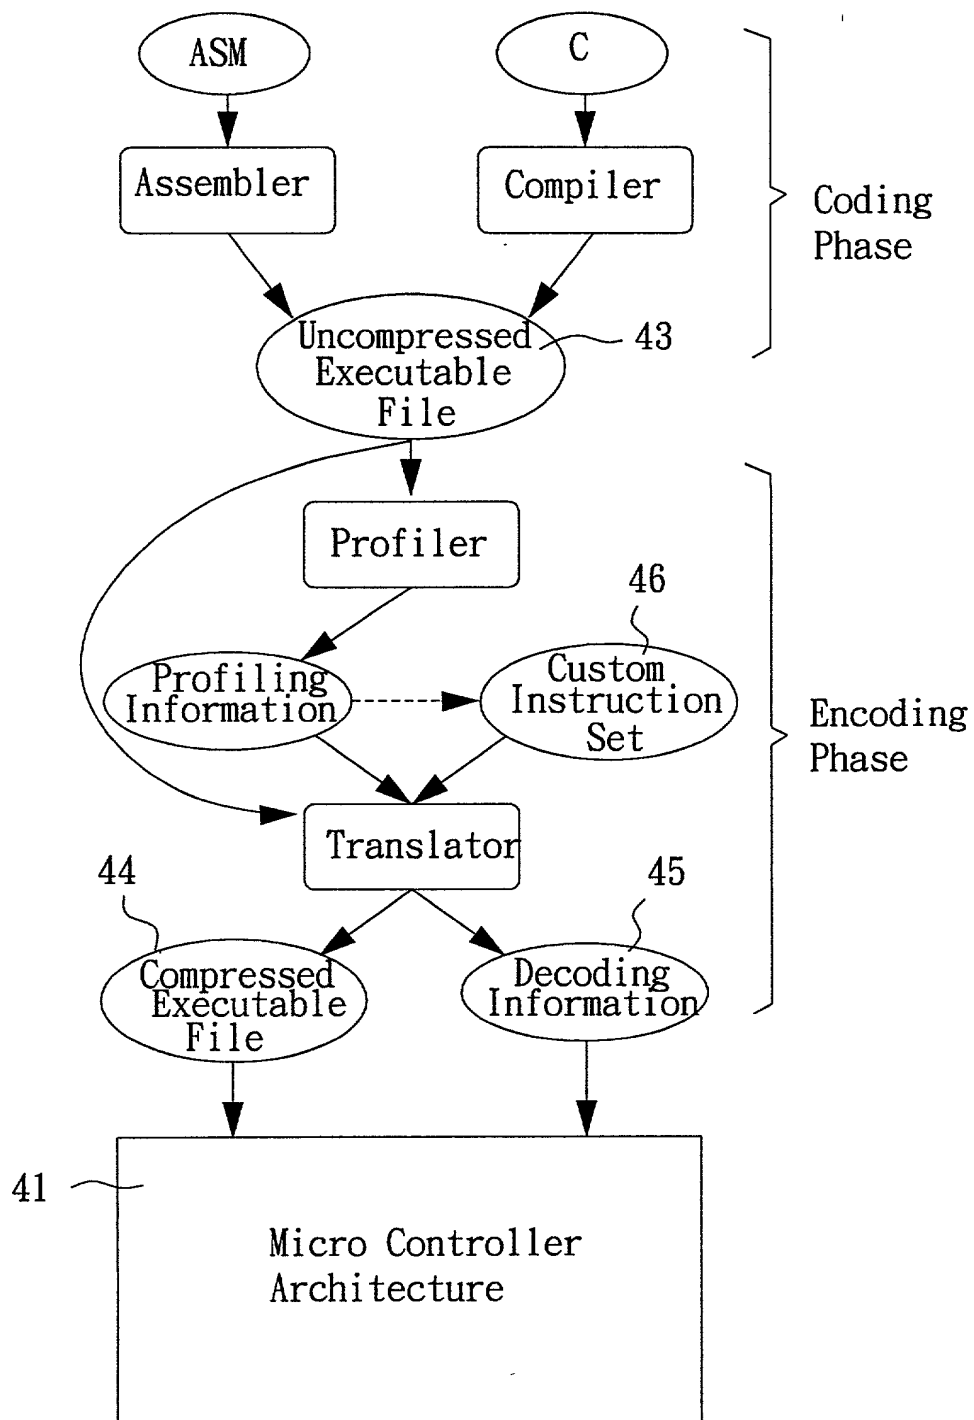 ASM
C
Assembler
Compiler
Coding
Phase
Uncompressed
Executable
File
43
Profiler
46
Profiling
Information
Custom
Instruction
Set
Encoding
Phase
Translator
44
45
Compressed
Executable
File
Decoding
Information
41
Micro Controller
Architecture